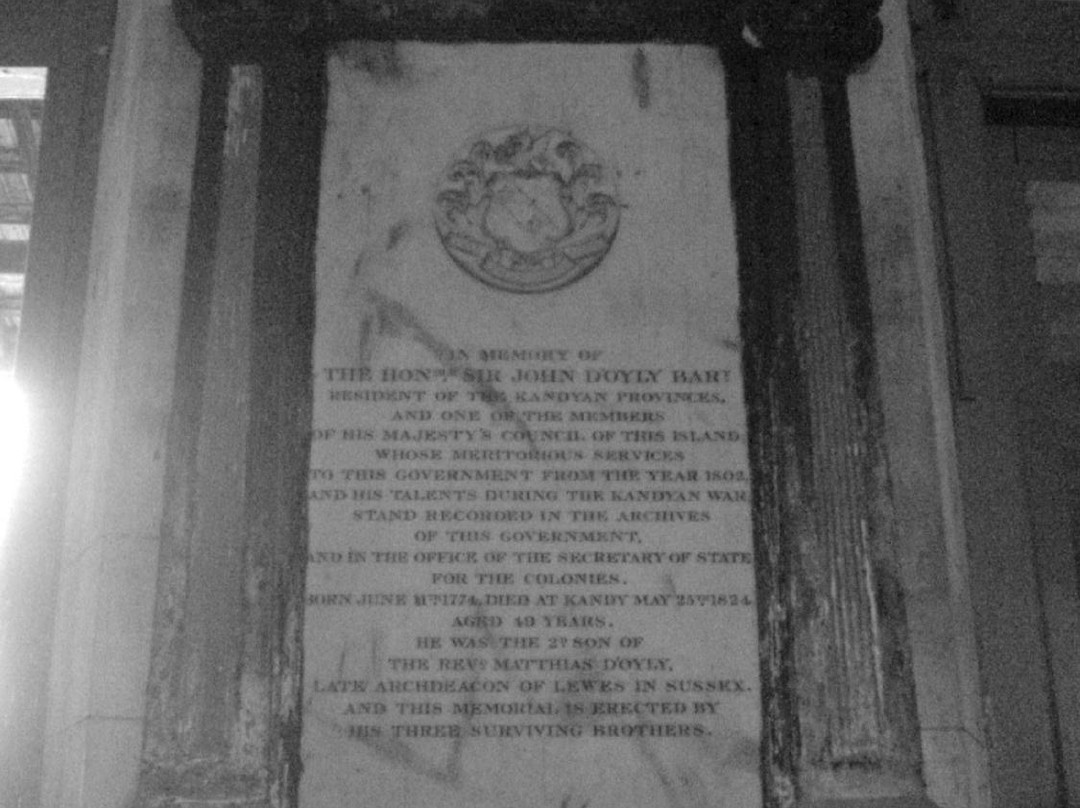 IN MEMORY OF
THE HONBLE SIR JOHN D'OYLY BART
RESIDENT OF THE KANDYAN PROVINCES,
AND ONE OF THE MEMBERS
OF HIS MAJESTY'S COUNCIL OF THIS ISLAND,
WHOSE MERITORIOUS SERVICES
TO THIS GOVERNMENT FROM THE YEAR 1802,
AND HIS TALENTS DURING THE KANDYAN WAR,
STAND RECORDED IN THE ARCHIVES
OF THIS GOVERNMENT,
AND IN THE OFFICE OF THE SECRETARY OF STATE
FOR THE COLONIES.
BORN JUNE 11TH 1774, DIED AT KANDY MAY 25TH 1824
AGED 49 YEARS.
HE WAS THE 2D SON OF
THE REVD MATTHIAS D'OYLY,
LATE ARCHDEACON OF LEWES IN SUSSEX.
AND THIS MEMORIAL IS ERECTED BY
HIS THREE SURVIVING BROTHERS.